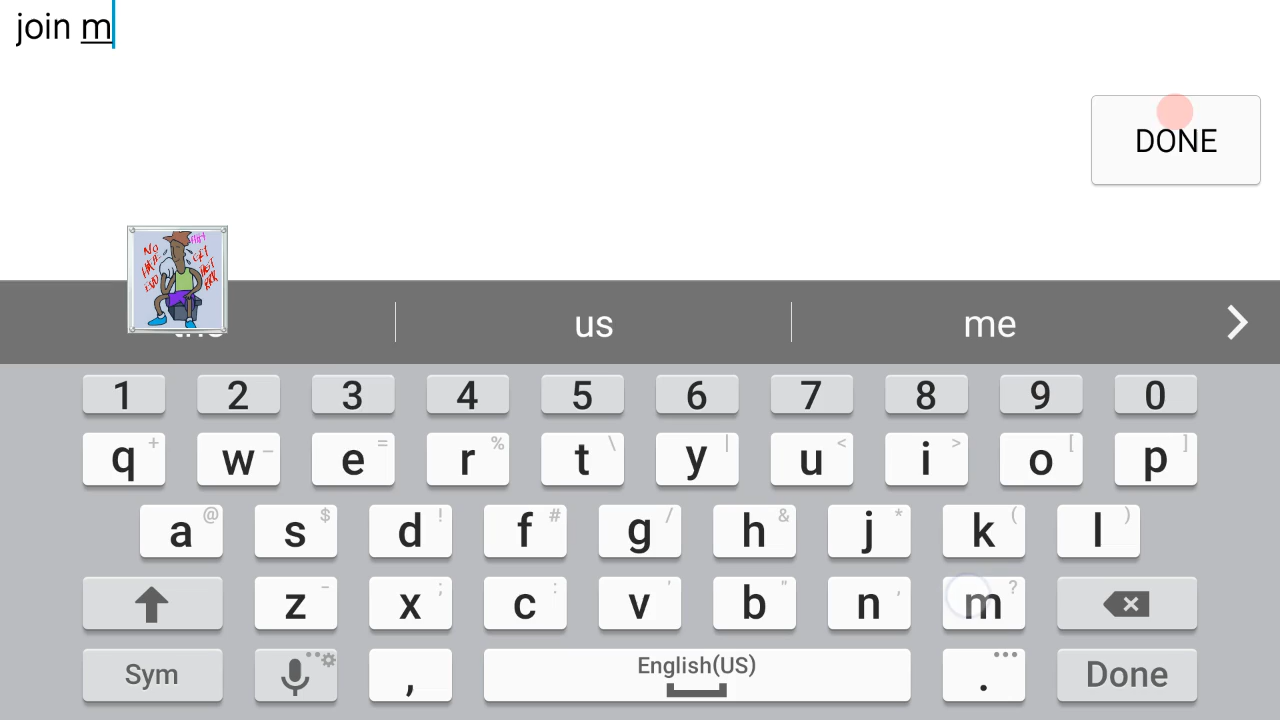 join m
DONE
us
me
1 2 3 4 5 6 7 8 9 0
q + w - e = r % t \ y | u < i > o [ p ]
a @ s $ d ! f # g / h & j * k ( l )
z - x ; c : v ' b " n , m ?
Sym , English(US) . Done